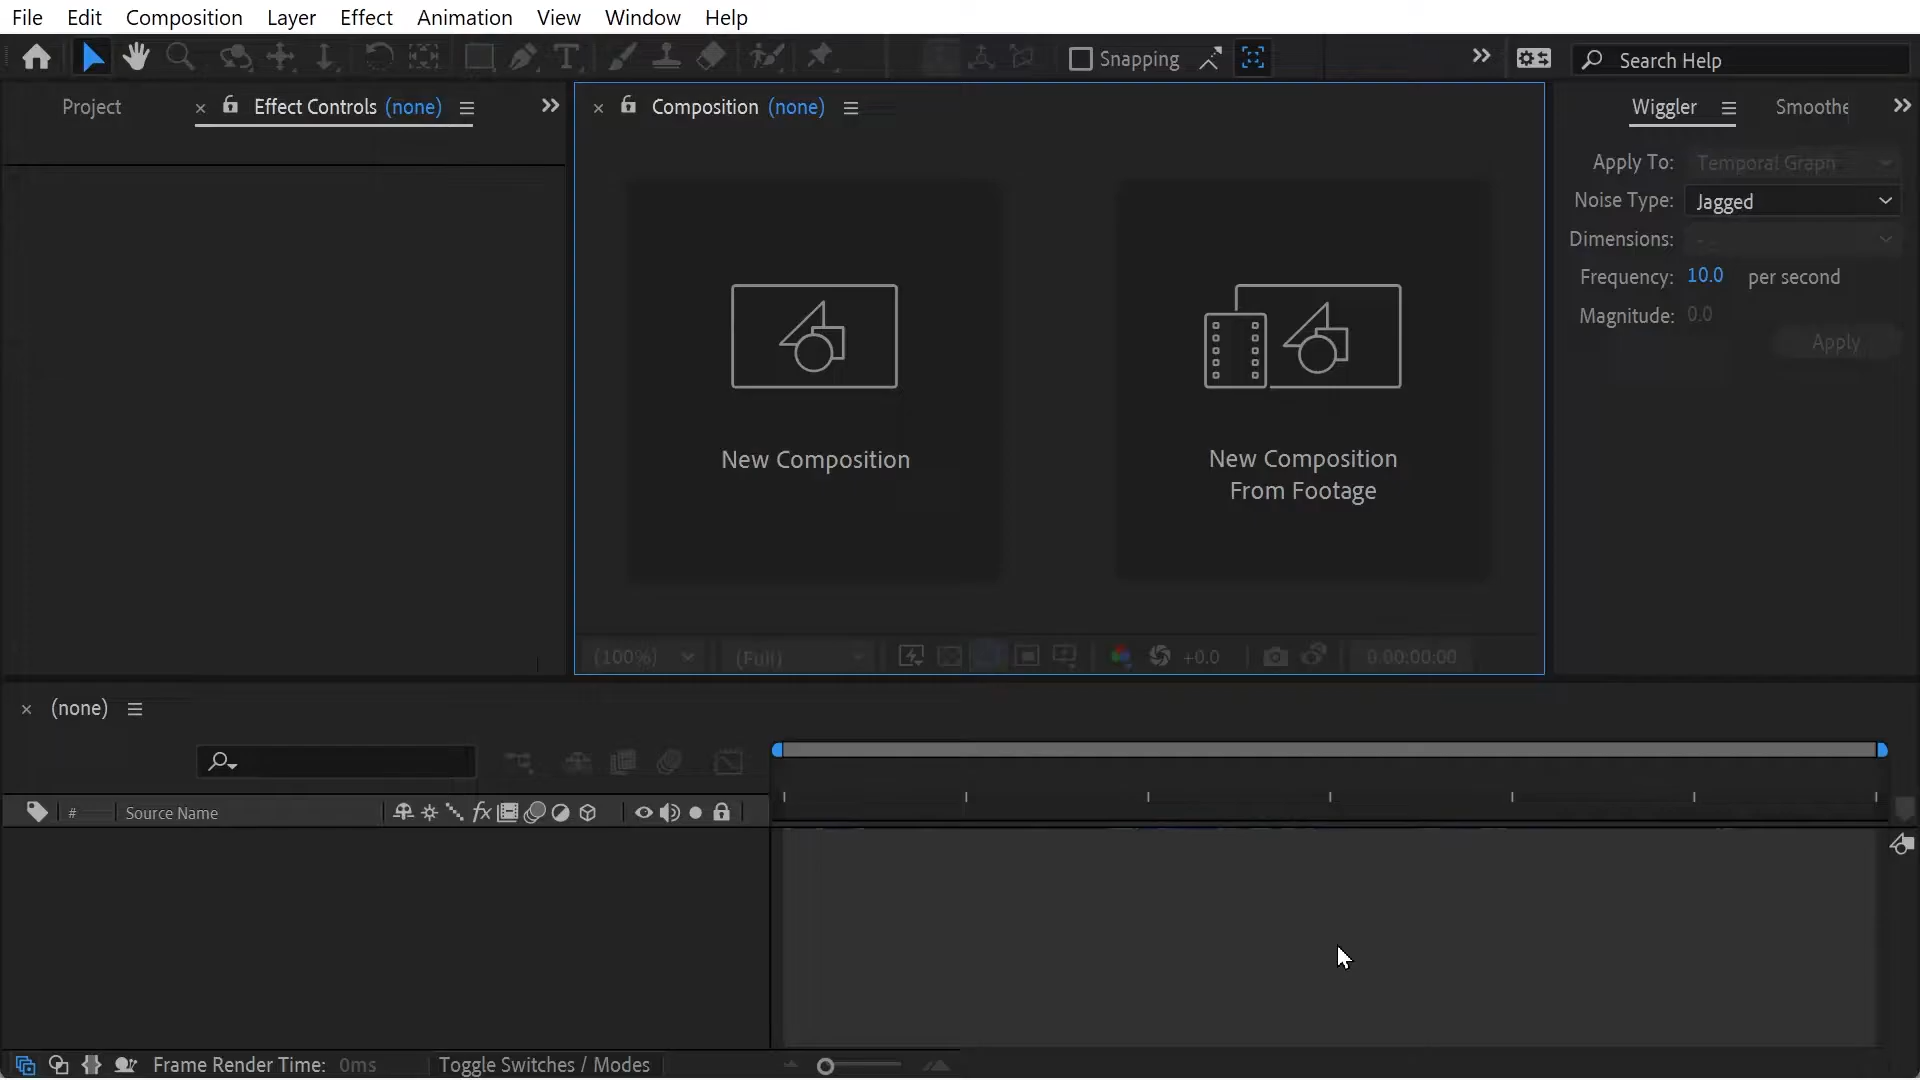 File Edit Composition Layer Effect Animation View Window Help
Snapping
Search Help
Project
Effect Controls (none)
Composition (none)
Wiggler
Smoothe
Apply To: Temporal Graph
Noise Type: Jagged
Dimensions: -
Frequency: 10.0 per second
Magnitude: 0.0
Apply
New Composition
New Composition
From Footage
(100%) (Full) +0.0 0:00:00:00
(none)
# Source Name
fx
Frame Render Time: 0ms Toggle Switches / Modes